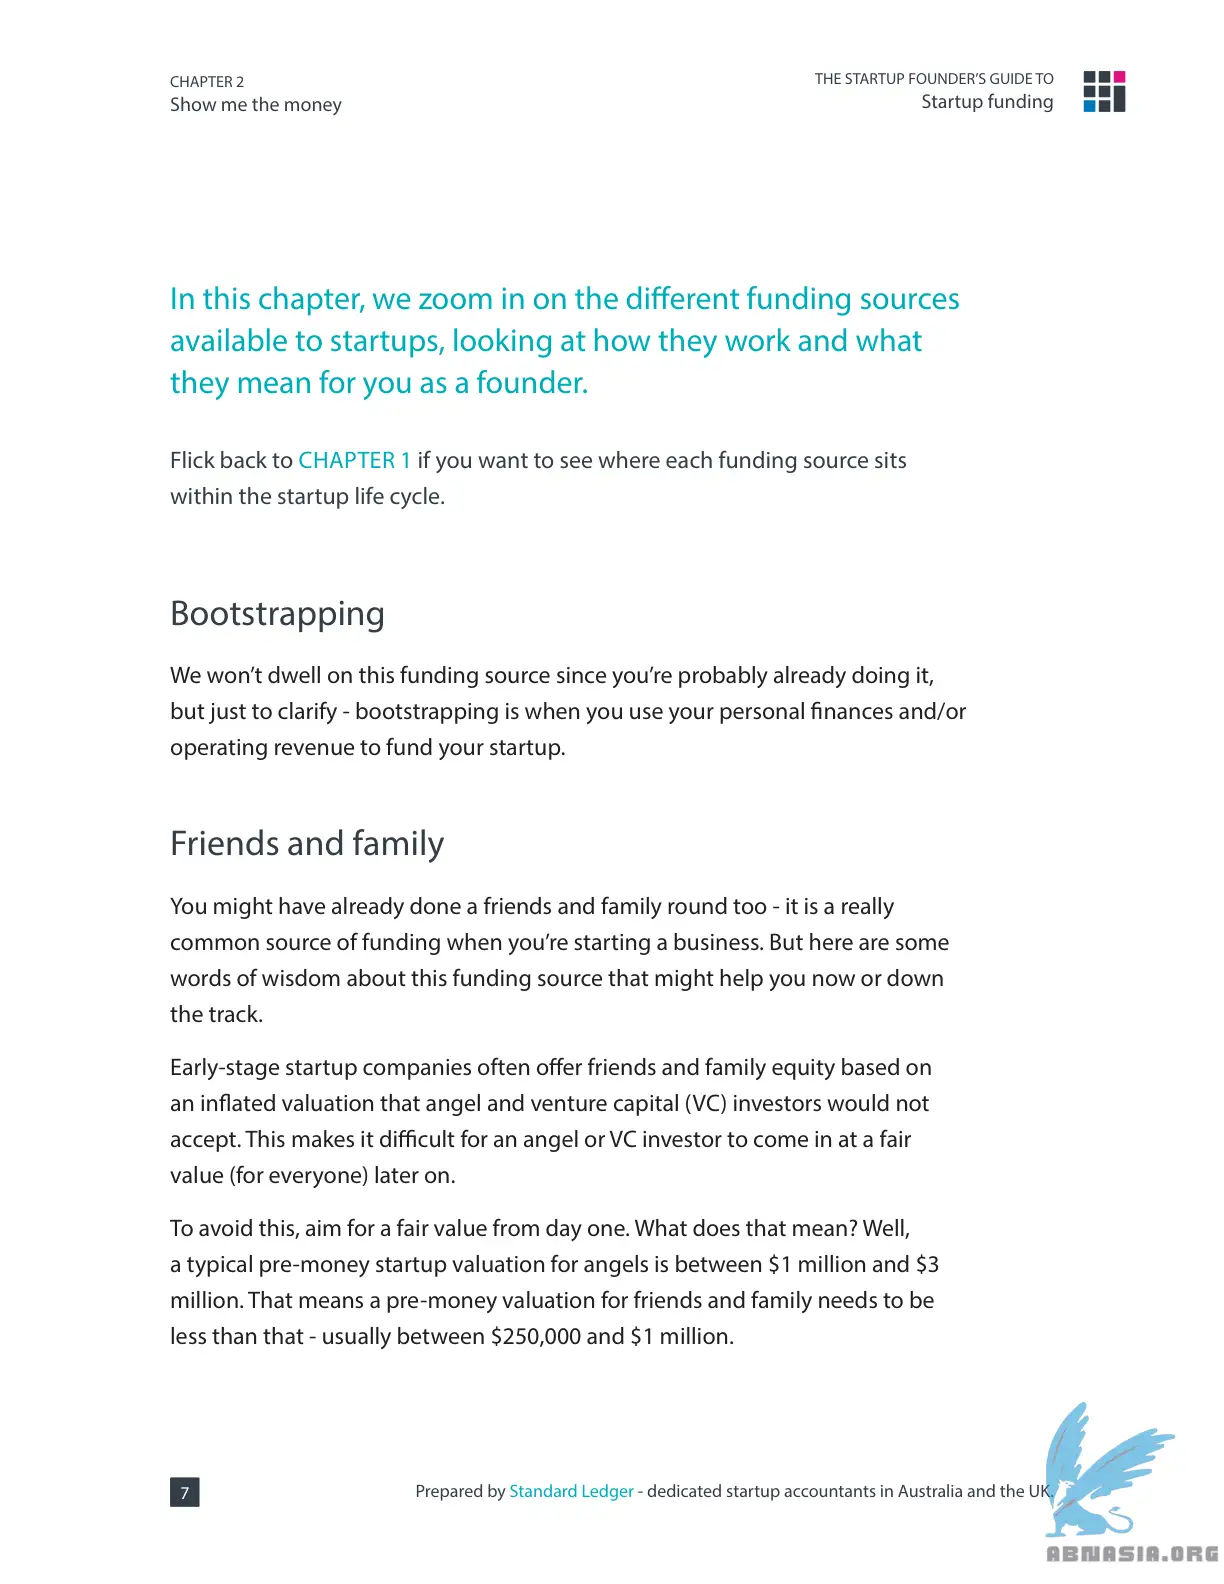 CHAPTER 2
Show me the money
THE STARTUP FOUNDER’S GUIDE TO
Startup funding
In this chapter, we zoom in on the different funding sources
available to startups, looking at how they work and what
they mean for you as a founder.
Flick back to CHAPTER 1 if you want to see where each funding source sits
within the startup life cycle.
Bootstrapping
We won’t dwell on this funding source since you’re probably already doing it,
but just to clarify - bootstrapping is when you use your personal finances and/or
operating revenue to fund your startup.
Friends and family
You might have already done a friends and family round too - it is a really
common source of funding when you’re starting a business. But here are some
words of wisdom about this funding source that might help you now or down
the track.
Early-stage startup companies often offer friends and family equity based on
an inflated valuation that angel and venture capital (VC) investors would not
accept. This makes it difficult for an angel or VC investor to come in at a fair
value (for everyone) later on.
To avoid this, aim for a fair value from day one. What does that mean? Well,
a typical pre-money startup valuation for angels is between $1 million and $3
million. That means a pre-money valuation for friends and family needs to be
less than that - usually between $250,000 and $1 million.
7
Prepared by Standard Ledger - dedicated startup accountants in Australia and the UK.
ABNASIA.ORG